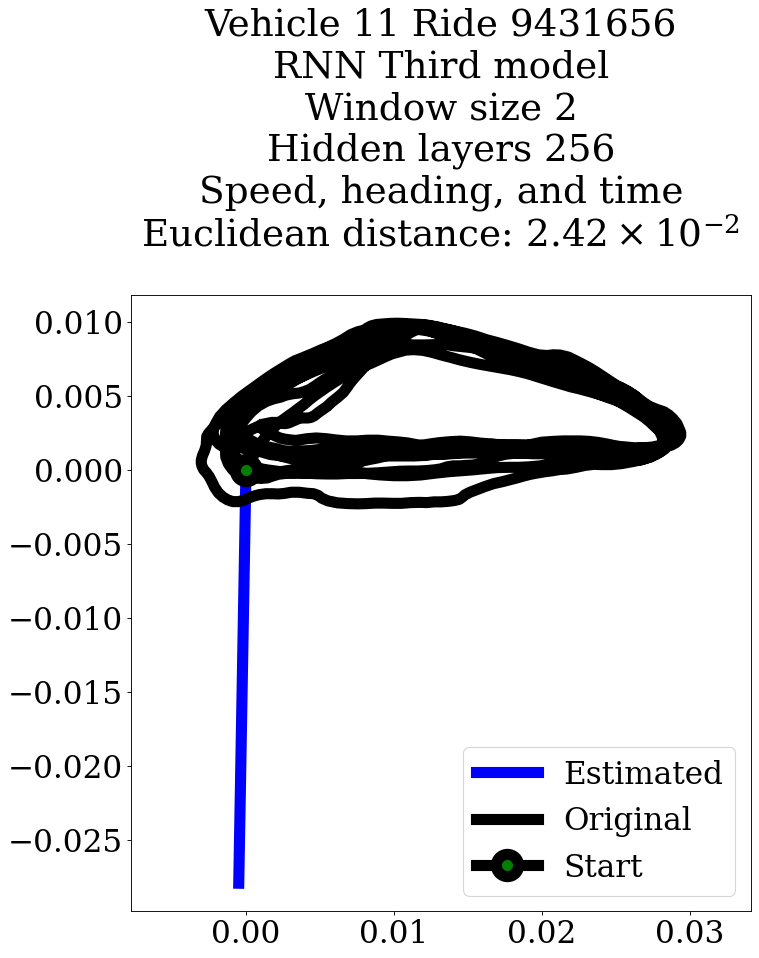 Vehicle 11 Ride 9431656
RNN Third model
Window size 2
Hidden layers 256
Speed, heading, and time
Euclidean distance: 2.42 × 10⁻²
0.010
0.005
0.000
−0.005
−0.010
−0.015
−0.020
−0.025
Estimated
Original
Start
0.00 0.01 0.02 0.03